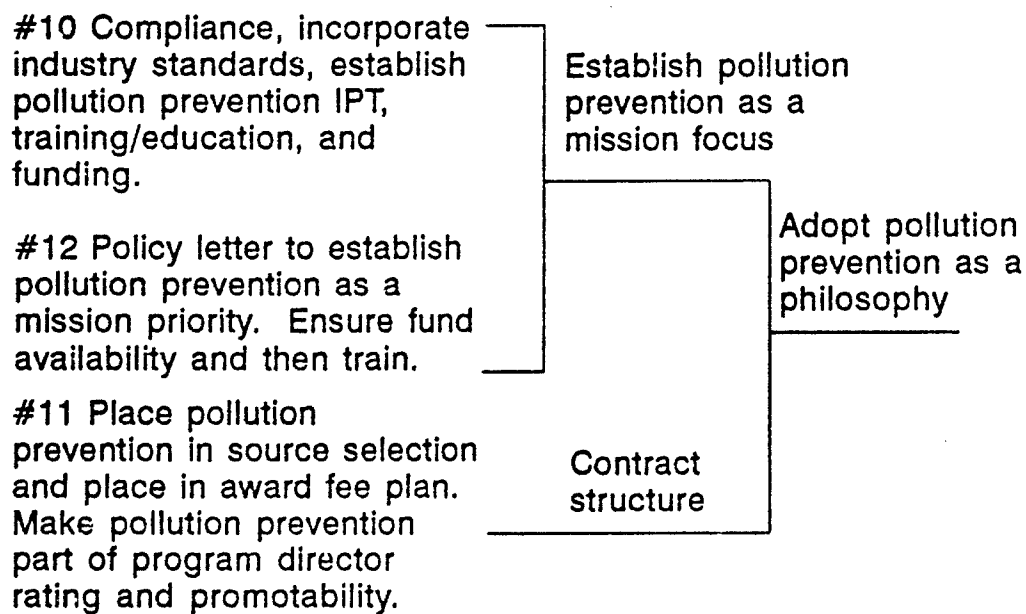 #10 Compliance, incorporate
industry standards, establish
pollution prevention IPT,
training/education, and
funding.
#12 Policy letter to establish
pollution prevention as a
mission priority. Ensure fund
availability and then train.
#11 Place pollution
prevention in source selection
and place in award fee plan.
Make pollution prevention
part of program director
rating and promotability.
Establish pollution
prevention as a
mission focus
Contract
structure
Adopt pollution
prevention as a
philosophy